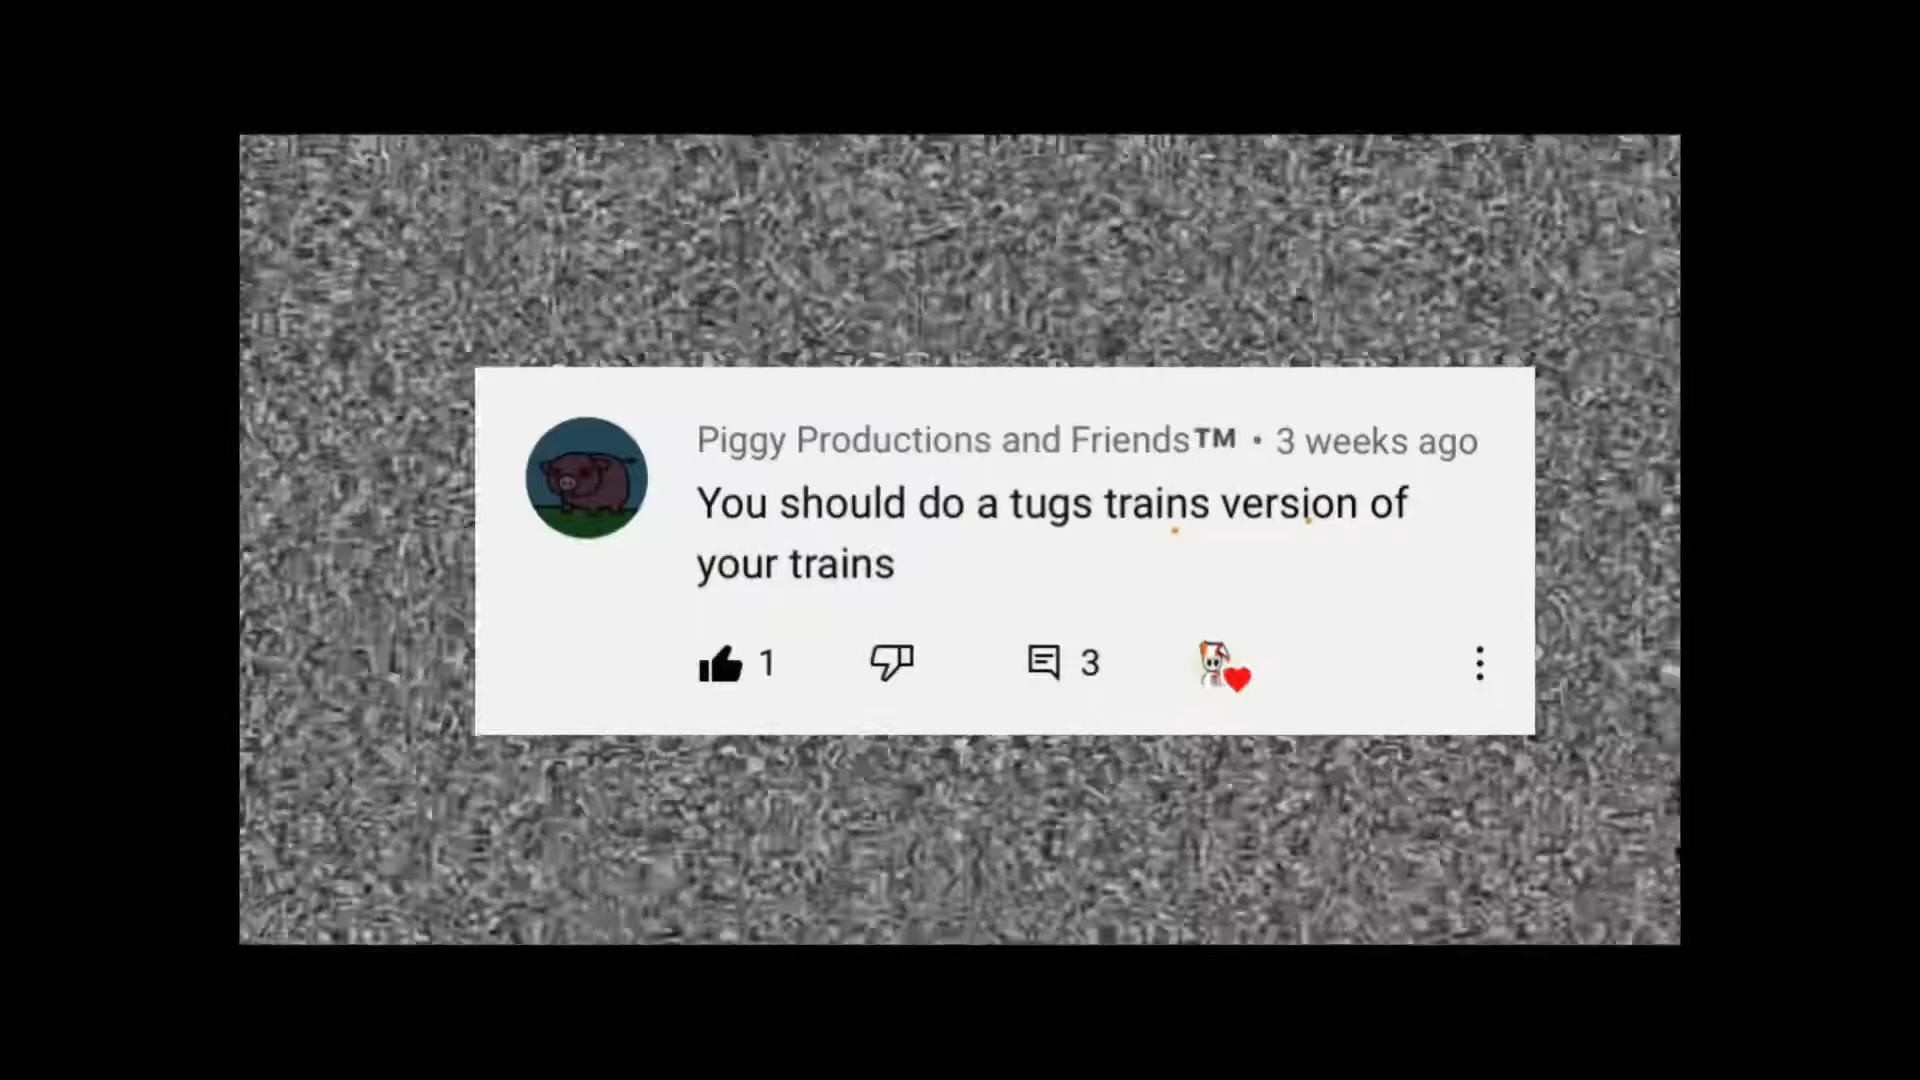 Piggy Productions and Friends™ • 3 weeks ago
You should do a tugs trains version of
your trains
1
3